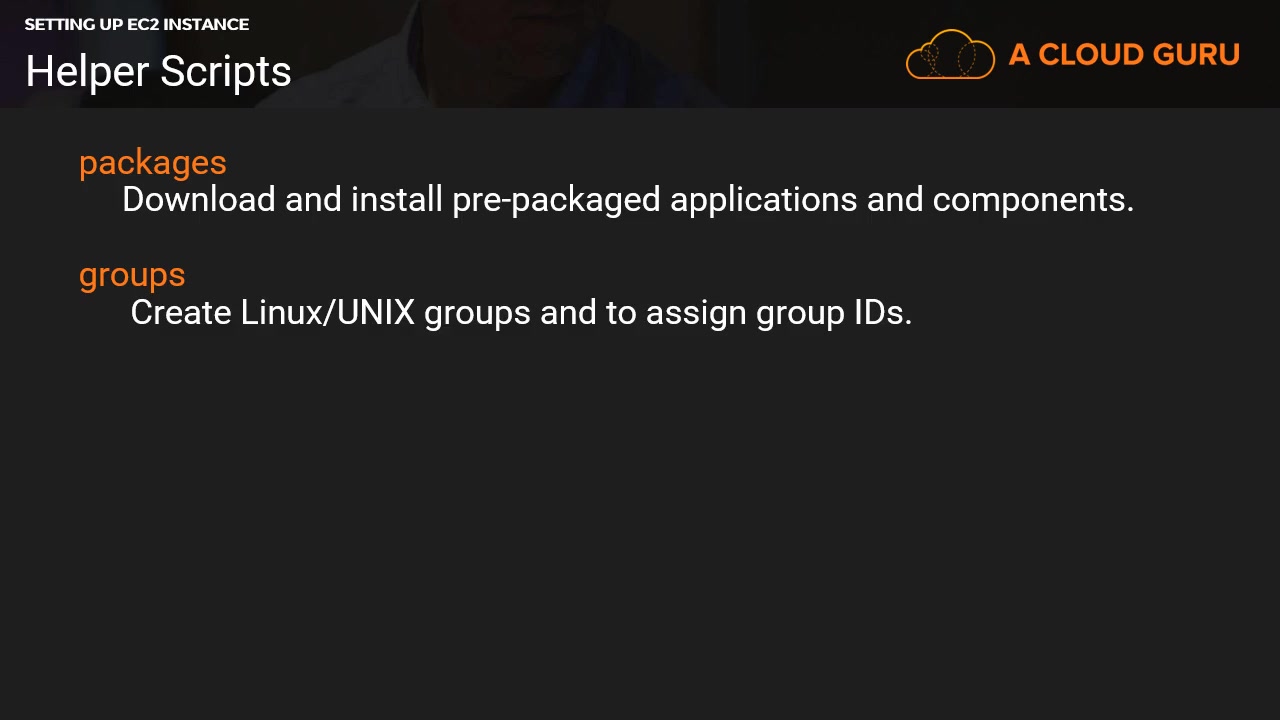 SETTING UP EC2 INSTANCE
Helper Scripts
A CLOUD GURU
packages
Download and install pre-packaged applications and components.
groups
Create Linux/UNIX groups and to assign group IDs.